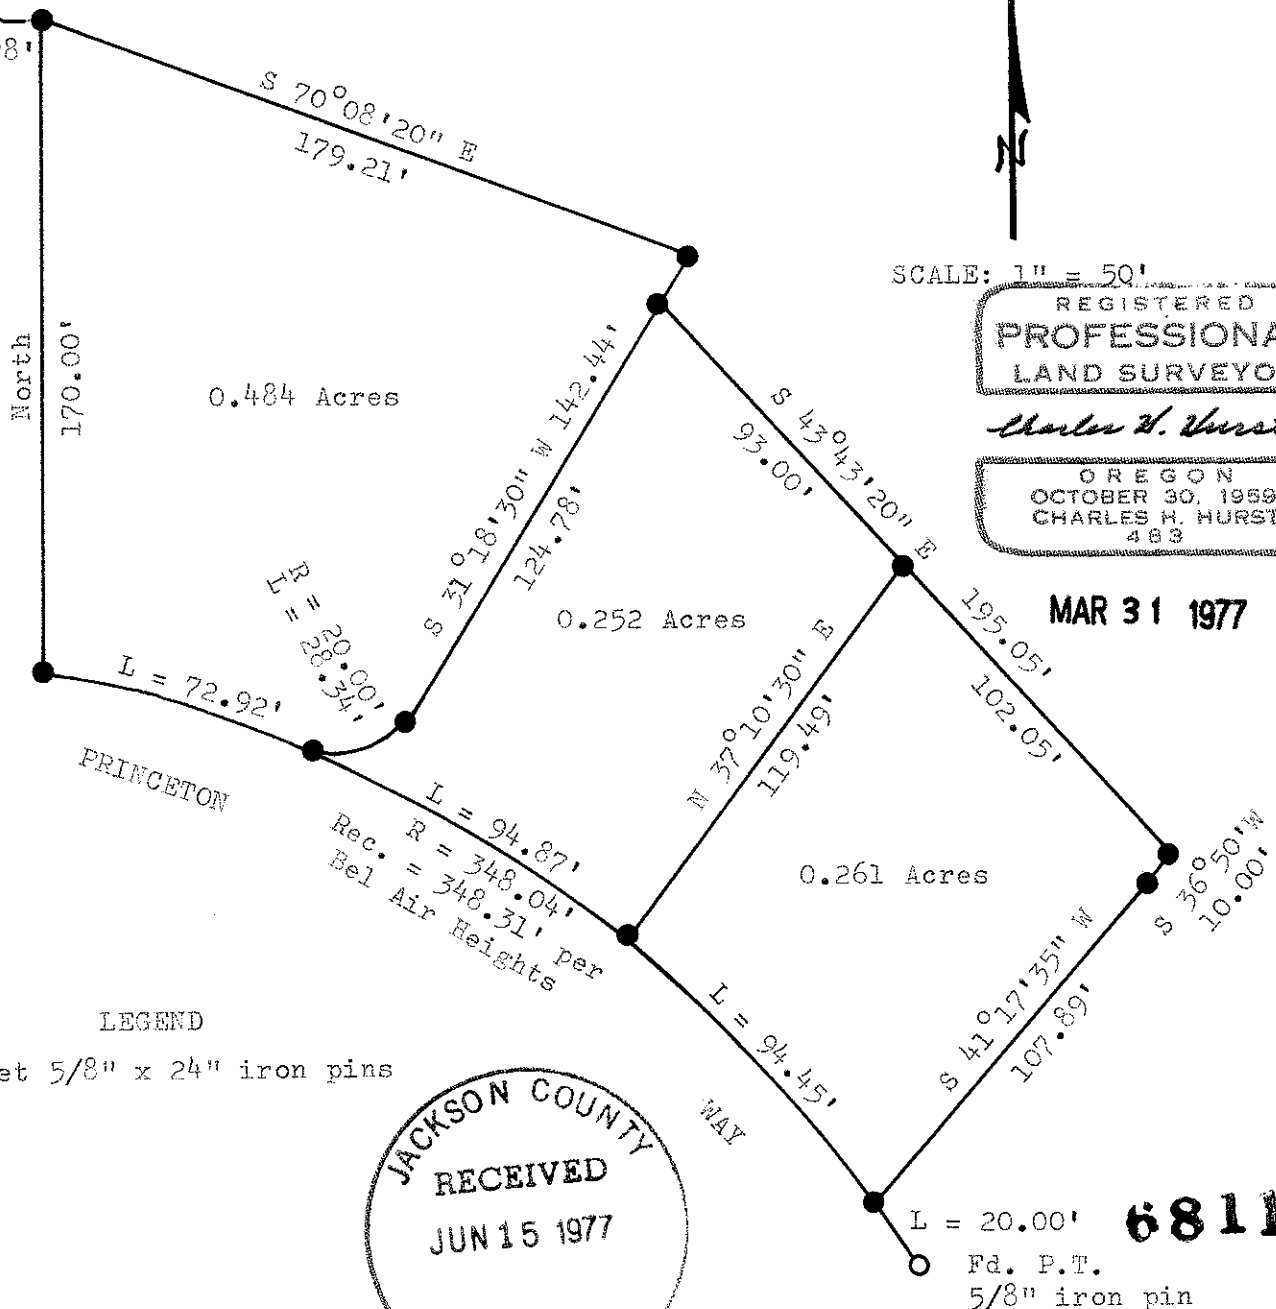 8'
S 70°08'20" E
179.21'
North
170.00'
0.484 Acres
SCALE: 1" = 50'
N
REGISTERED
PROFESSIONA
LAND SURVEYO
Charles H. Hurst
OREGON
OCTOBER 30, 1959
CHARLES H. HURST
483
MAR 31 1977
S 31°18'30" W 142.44'
124.78'
S 43°43'20" E
93.00'
195.05'
102.05'
0.252 Acres
R = 20.00'
L = 28.34'
L = 72.92'
N 37°10'30" E
119.49'
PRINCETON
L = 94.87'
R = 348.04'
Rec. = 348.31' per
Bel Air Heights
0.261 Acres
S 36°50'W
10.00'
S 41°17'35" W
107.89'
L = 94.45'
WAY
LEGEND
et 5/8" x 24" iron pins
JACKSON COUNTY
RECEIVED
JUN 15 1977
L = 20.00'
6811
Fd. P.T.
5/8" iron pin